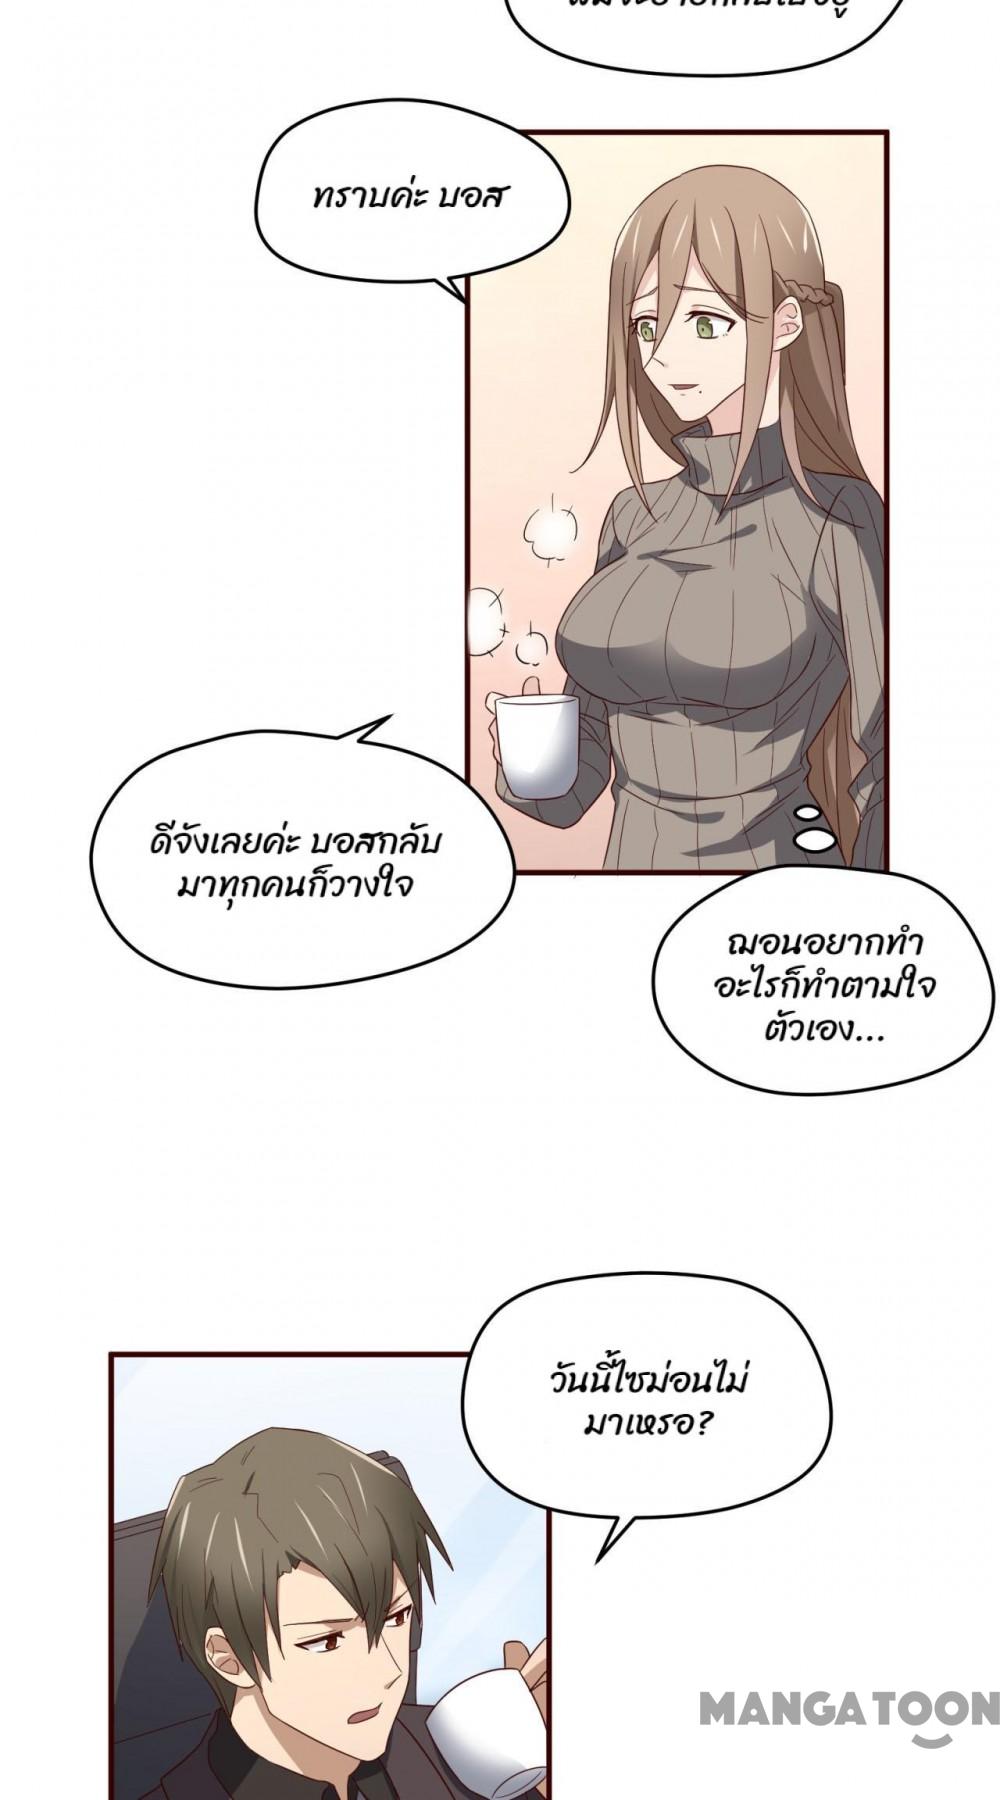 ทราบค่ะ บอส
ดีจังเลยค่ะ บอสกลับ
มาทุกคนก็วางใจ
ฌอนอยากทำ
อะไรก็ทำตามใจ
ตัวเอง...
วันนี้ไซม่อนไม่
มาเหรอ?
MANGATOON